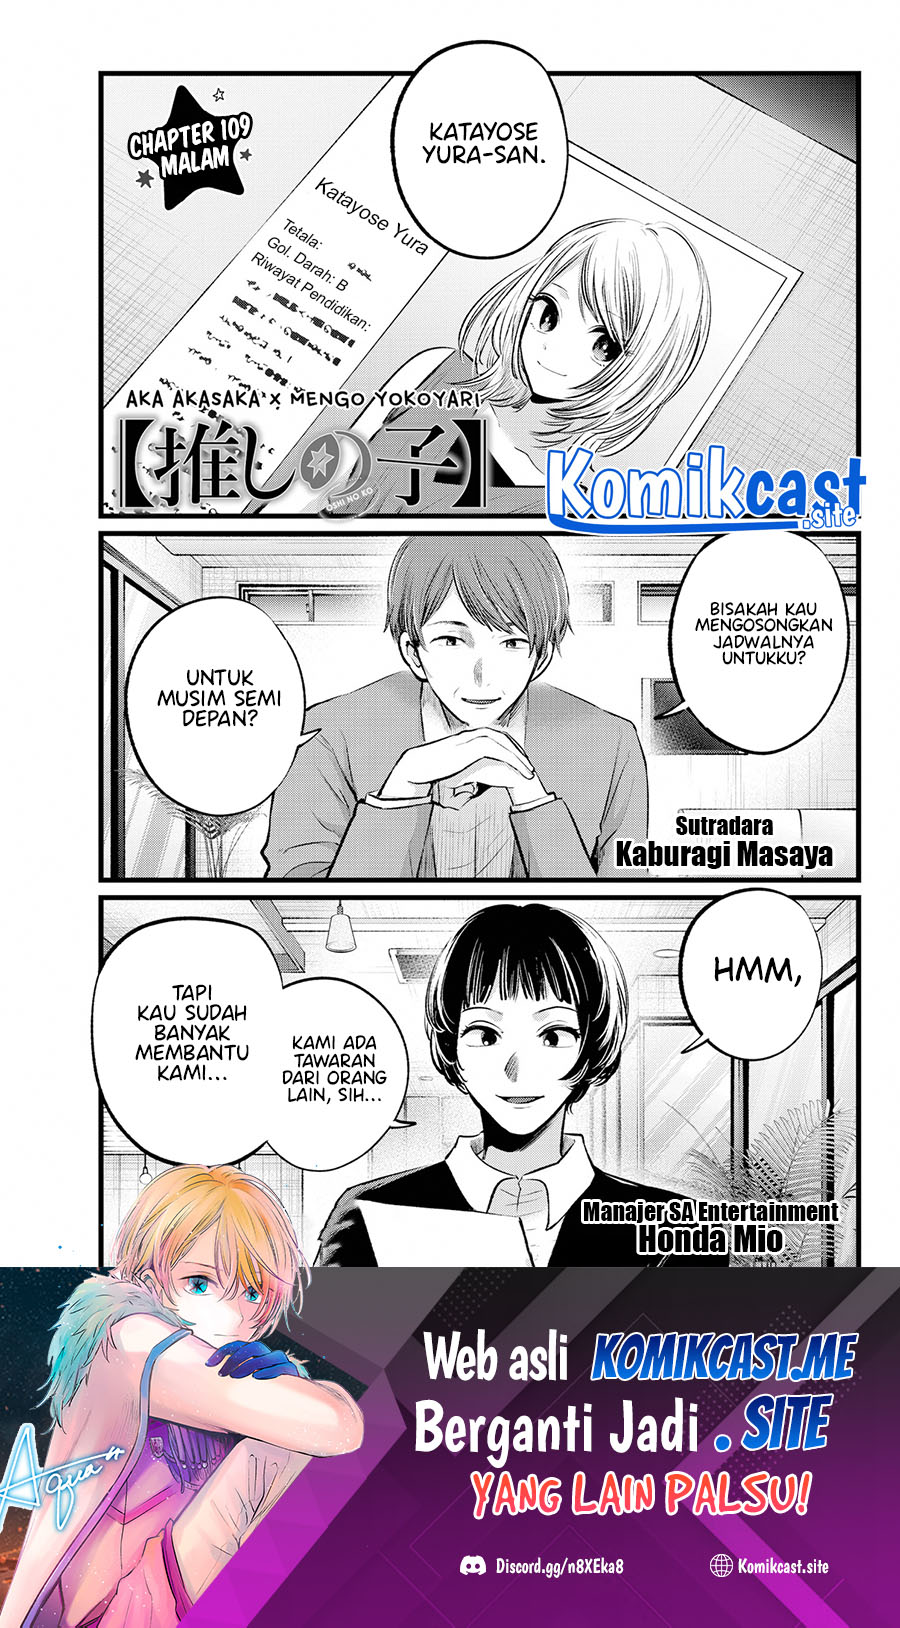 CHAPTER 109
MALAM
KATAYOSE
YURA-SAN.
Katayose Yura
Tetala:
Gol. Darah: B
Riwayat Pendidikan:
AKA AKASAKA × MENGO YOKOYARI
【推しの子】
OSHI NO KO
Komikcast
.site
BISAKAH KAU
MENGOSONGKAN
JADWALNYA
UNTUKKU?
UNTUK
MUSIM SEMI
DEPAN?
Sutradara
Kaburagi Masaya
HMM,
KAMI ADA
TAWARAN
DARI ORANG
LAIN, SIH...
TAPI
KAU SUDAH
BANYAK
MEMBANTU
KAMI...
Manajer SA Entertainment
Honda Mio
Web asli KOMIKCAST.ME
Berganti Jadi .SITE
YANG LAIN PALSU!
Aqua
Discord.gg/n8XEka8
Komikcast.site